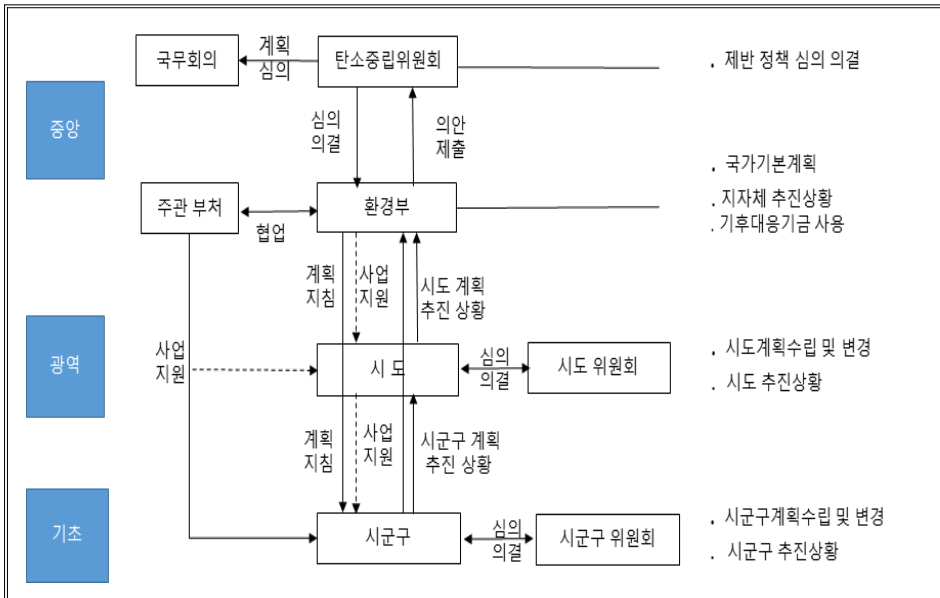 국무회의
계획
심의
탄소중립위원회
. 제반 정책 심의 의결
중앙
심의
의결
의안
제출
. 국가기본계획
주관 부처
협업
환경부
. 지자체 추진상황
. 기후대응기금 사용
계획
지침
사업
지원
시도 계획
추진 상황
광역
사업
지원
시 도
심의
의결
시도 위원회
. 시도계획수립 및 변경
. 시도 추진상황
계획
지침
사업
지원
시군구 계획
추진 상황
기초
시군구
심의
의결
시군구 위원회
. 시군구계획수립 및 변경
. 시군구 추진상황